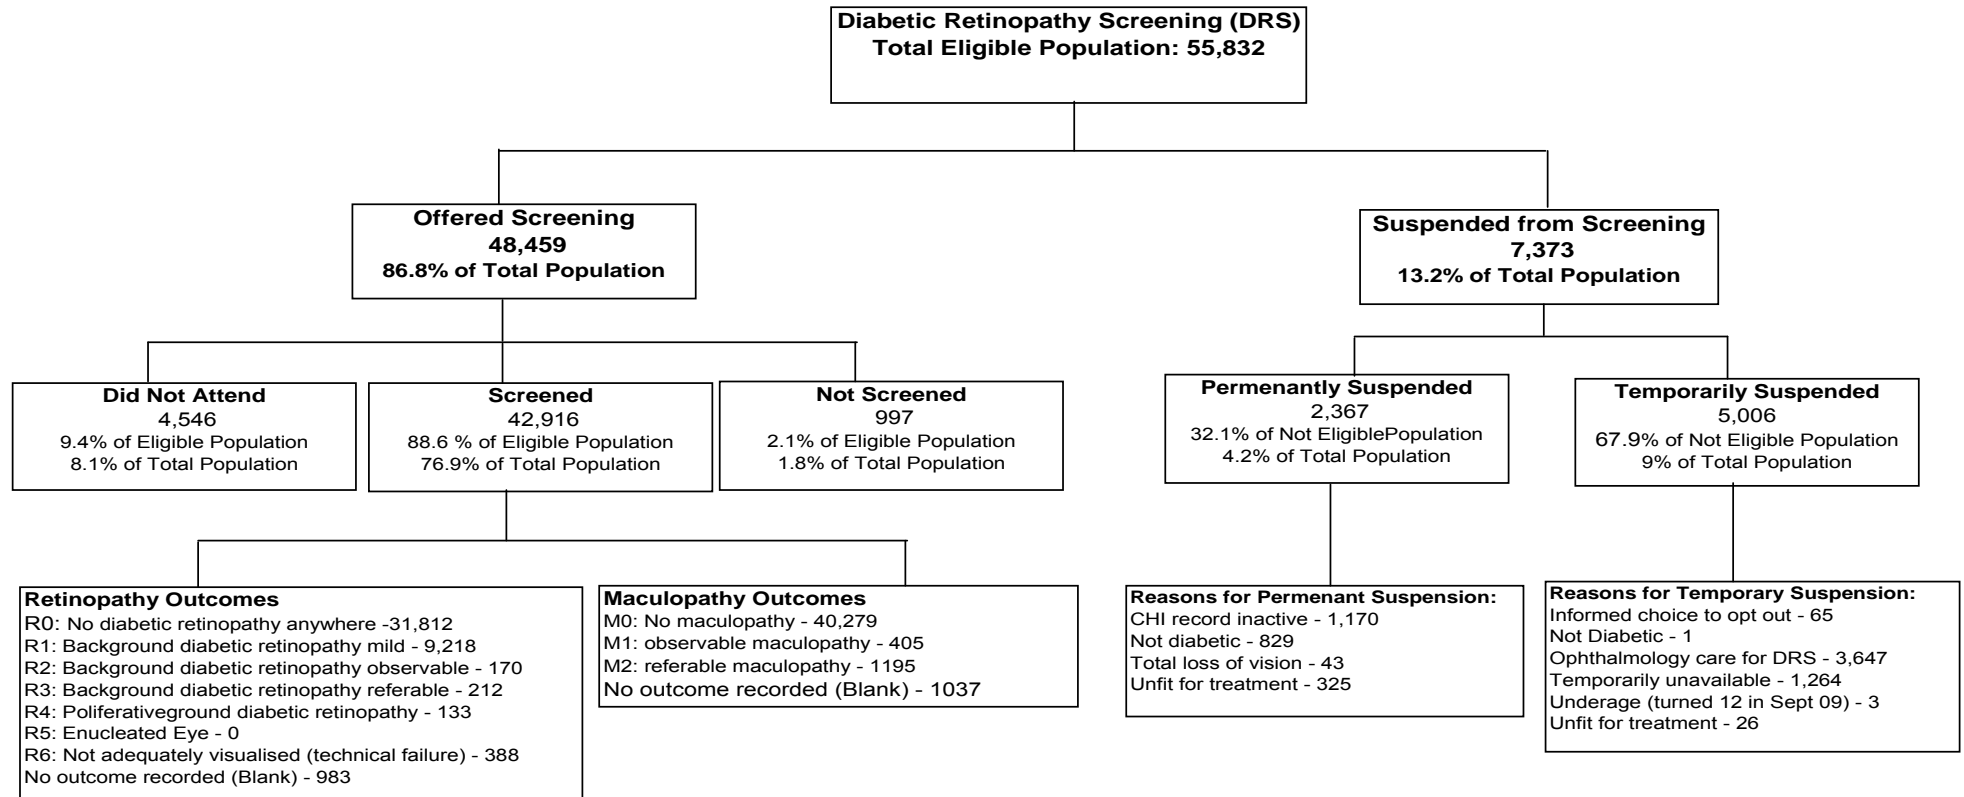 Diabetic Retinopathy Screening (DRS)
Total Eligible Population: 55,832
Offered Screening
48,459
86.8% of Total Population
Suspended from Screening
7,373
13.2% of Total Population
Did Not Attend
4,546
9.4% of Eligible Population
8.1% of Total Population
Screened
42,916
88.6 % of Eligible Population
76.9% of Total Population
Not Screened
997
2.1% of Eligible Population
1.8% of Total Population
Permenantly Suspended
2,367
32.1% of Not EligiblePopulation
4.2% of Total Population
Temporarily Suspended
5,006
67.9% of Not Eligible Population
9% of Total Population
Retinopathy Outcomes
R0: No diabetic retinopathy anywhere -31,812
R1: Background diabetic retinopathy mild - 9,218
R2: Background diabetic retinopathy observable - 170
R3: Background diabetic retinopathy referable - 212
R4: Poliferativeground diabetic retinopathy - 133
R5: Enucleated Eye - 0
R6: Not adequately visualised (technical failure) - 388
No outcome recorded (Blank) - 983
Maculopathy Outcomes
M0: No maculopathy - 40,279
M1: observable maculopathy - 405
M2: referable maculopathy - 1195
No outcome recorded (Blank) - 1037
Reasons for Permenant Suspension:
CHI record inactive - 1,170
Not diabetic - 829
Total loss of vision - 43
Unfit for treatment - 325
Reasons for Temporary Suspension:
Informed choice to opt out - 65
Not Diabetic - 1
Ophthalmology care for DRS - 3,647
Temporarily unavailable - 1,264
Underage (turned 12 in Sept 09) - 3
Unfit for treatment - 26